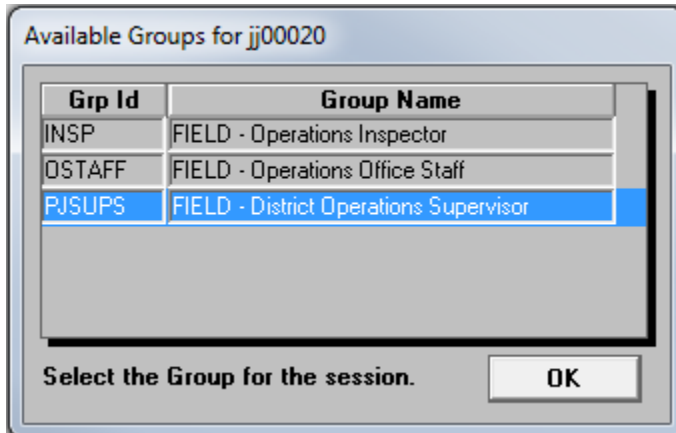 Available Groups for jj00020
Grp Id Group Name
INSP FIELD - Operations Inspector
OSTAFF FIELD - Operations Office Staff
PJSUPS FIELD - District Operations Supervisor
Select the Group for the session. OK